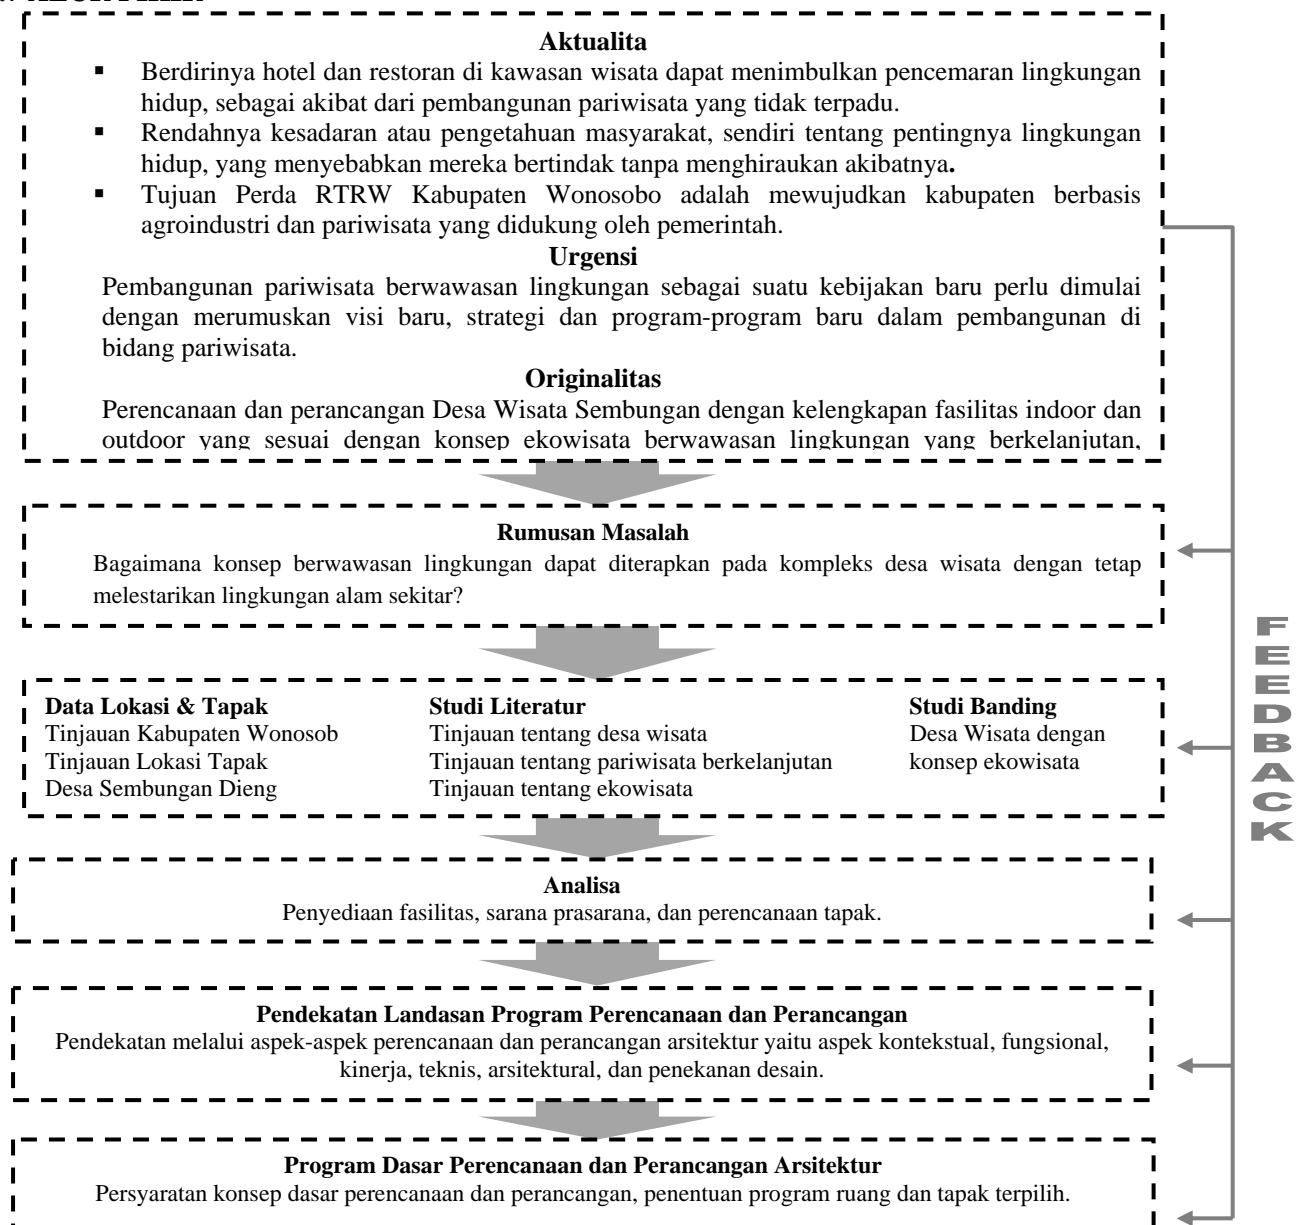 Aktualita
▪ Berdirinya hotel dan restoran di kawasan wisata dapat menimbulkan pencemaran lingkungan
hidup, sebagai akibat dari pembangunan pariwisata yang tidak terpadu.
▪ Rendahnya kesadaran atau pengetahuan masyarakat, sendiri tentang pentingnya lingkungan
hidup, yang menyebabkan mereka bertindak tanpa menghiraukan akibatnya.
▪ Tujuan Perda RTRW Kabupaten Wonosobo adalah mewujudkan kabupaten berbasis
agroindustri dan pariwisata yang didukung oleh pemerintah.
Urgensi
Pembangunan pariwisata berwawasan lingkungan sebagai suatu kebijakan baru perlu dimulai
dengan merumuskan visi baru, strategi dan program-program baru dalam pembangunan di
bidang pariwisata.
Originalitas
Perencanaan dan perancangan Desa Wisata Sembungan dengan kelengkapan fasilitas indoor dan
outdoor yang sesuai dengan konsep ekowisata berwawasan lingkungan yang berkelanjutan,
Rumusan Masalah
Bagaimana konsep berwawasan lingkungan dapat diterapkan pada kompleks desa wisata dengan tetap
melestarikan lingkungan alam sekitar?
Data Lokasi & Tapak
Tinjauan Kabupaten Wonosob
Tinjauan Lokasi Tapak
Desa Sembungan Dieng
Studi Literatur
Tinjauan tentang desa wisata
Tinjauan tentang pariwisata berkelanjutan
Tinjauan tentang ekowisata
Studi Banding
Desa Wisata dengan
konsep ekowisata
Analisa
Penyediaan fasilitas, sarana prasarana, dan perencanaan tapak.
Pendekatan Landasan Program Perencanaan dan Perancangan
Pendekatan melalui aspek-aspek perencanaan dan perancangan arsitektur yaitu aspek kontekstual, fungsional,
kinerja, teknis, arsitektural, dan penekanan desain.
Program Dasar Perencanaan dan Perancangan Arsitektur
Persyaratan konsep dasar perencanaan dan perancangan, penentuan program ruang dan tapak terpilih.
FEEDBACK